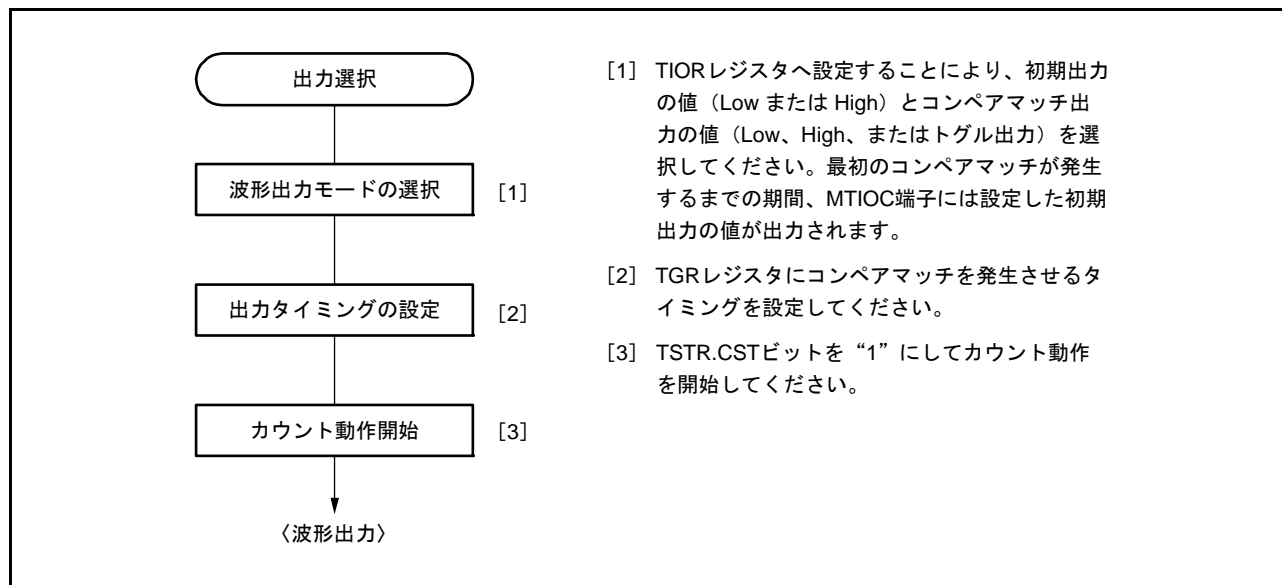 出力選択
波形出力モードの選択 [1]
出力タイミングの設定 [2]
カウント動作開始 [3]
〈波形出力〉
[1] TIORレジスタへ設定することにより、初期出力
の値（Low または High）とコンペアマッチ出
力の値（Low、High、またはトグル出力）を選
択してください。最初のコンペアマッチが発生
するまでの期間、MTIOC端子には設定した初期
出力の値が出力されます。
[2] TGRレジスタにコンペアマッチを発生させるタ
イミングを設定してください。
[3] TSTR.CSTビットを“1”にしてカウント動作
を開始してください。